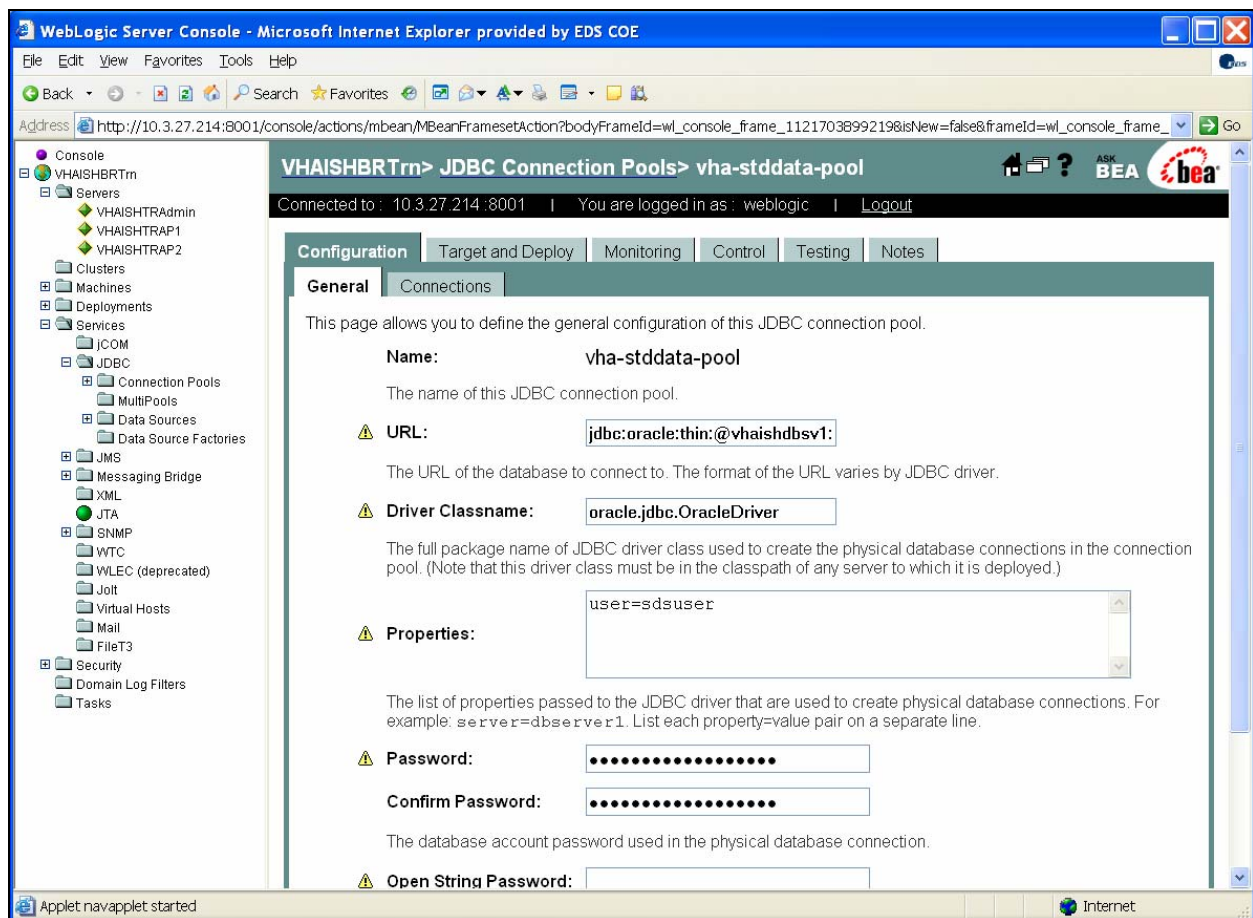 WebLogic Server Console - Microsoft Internet Explorer provided by EDS COE
File Edit View Favorites Tools Help
Back Search Favorites
Address http://10.3.27.214:8001/console/actions/mbean/MBeanFramesetAction?bodyFrameId=wl_console_frame_1121703899219&isNew=false&frameId=wl_console_frame_ Go
Console
VHAISHBRTrn
Servers
VHAISHTRAdmin
VHAISHTRAP1
VHAISHTRAP2
Clusters
Machines
Deployments
Services
jCOM
JDBC
Connection Pools
MultiPools
Data Sources
Data Source Factories
JMS
Messaging Bridge
XML
JTA
SNMP
WTC
WLEC (deprecated)
Jolt
Virtual Hosts
Mail
FileT3
Security
Domain Log Filters
Tasks
VHAISHBRTrn> JDBC Connection Pools> vha-stddata-pool
? ASK BEA bea
Connected to : 10.3.27.214 :8001 | You are logged in as : weblogic | Logout
Configuration Target and Deploy Monitoring Control Testing Notes
General Connections
This page allows you to define the general configuration of this JDBC connection pool.
Name: vha-stddata-pool
The name of this JDBC connection pool.
URL: jdbc:oracle:thin:@vhaishdbsv1:
The URL of the database to connect to. The format of the URL varies by JDBC driver.
Driver Classname: oracle.jdbc.OracleDriver
The full package name of JDBC driver class used to create the physical database connections in the connection
pool. (Note that this driver class must be in the classpath of any server to which it is deployed.)
user=sdsuser
Properties:
The list of properties passed to the JDBC driver that are used to create physical database connections. For
example: server=dbserver1. List each property=value pair on a separate line.
Password: ••••••••••••••••••
Confirm Password: ••••••••••••••••••
The database account password used in the physical database connection.
Open String Password:
Applet navapplet started Internet